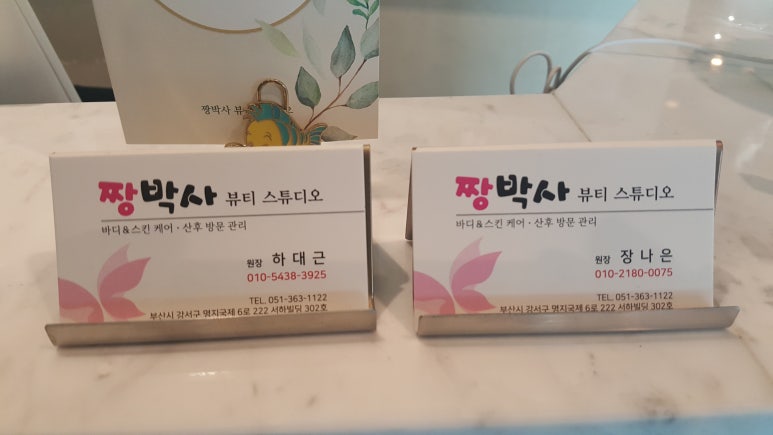 짱박사 뷰
짱박사 뷰티 스튜디오
바디&스킨 케어 · 산후 방문 관리
원장 하대근
010-5438-3925
TEL. 051-363-1122
부산시 강서구 명지국제 6로 222 서하빌딩 302호
짱박사 뷰티 스튜디오
바디&스킨 케어 · 산후 방문 관리
원장 장나은
010-2180-0075
TEL. 051-363-1122
부산시 강서구 명지국제 6로 222 서하빌딩 302호